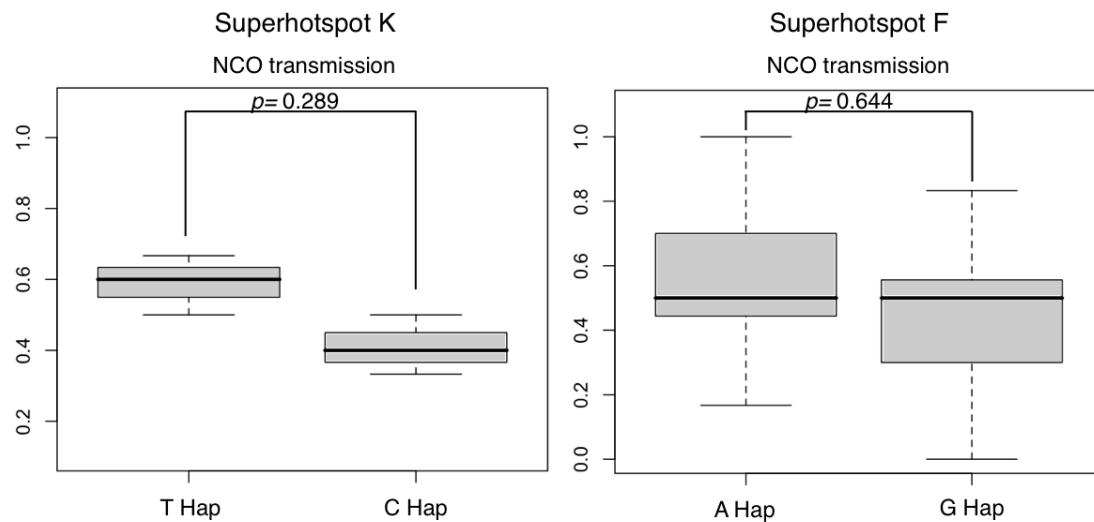 Superhotspot K
NCO transmission
p= 0.289
1.0
0.8
0.6
0.4
0.2
T Hap C Hap
Superhotspot F
NCO transmission
p= 0.644
1.0
0.8
0.6
0.4
0.2
0.0
A Hap G Hap